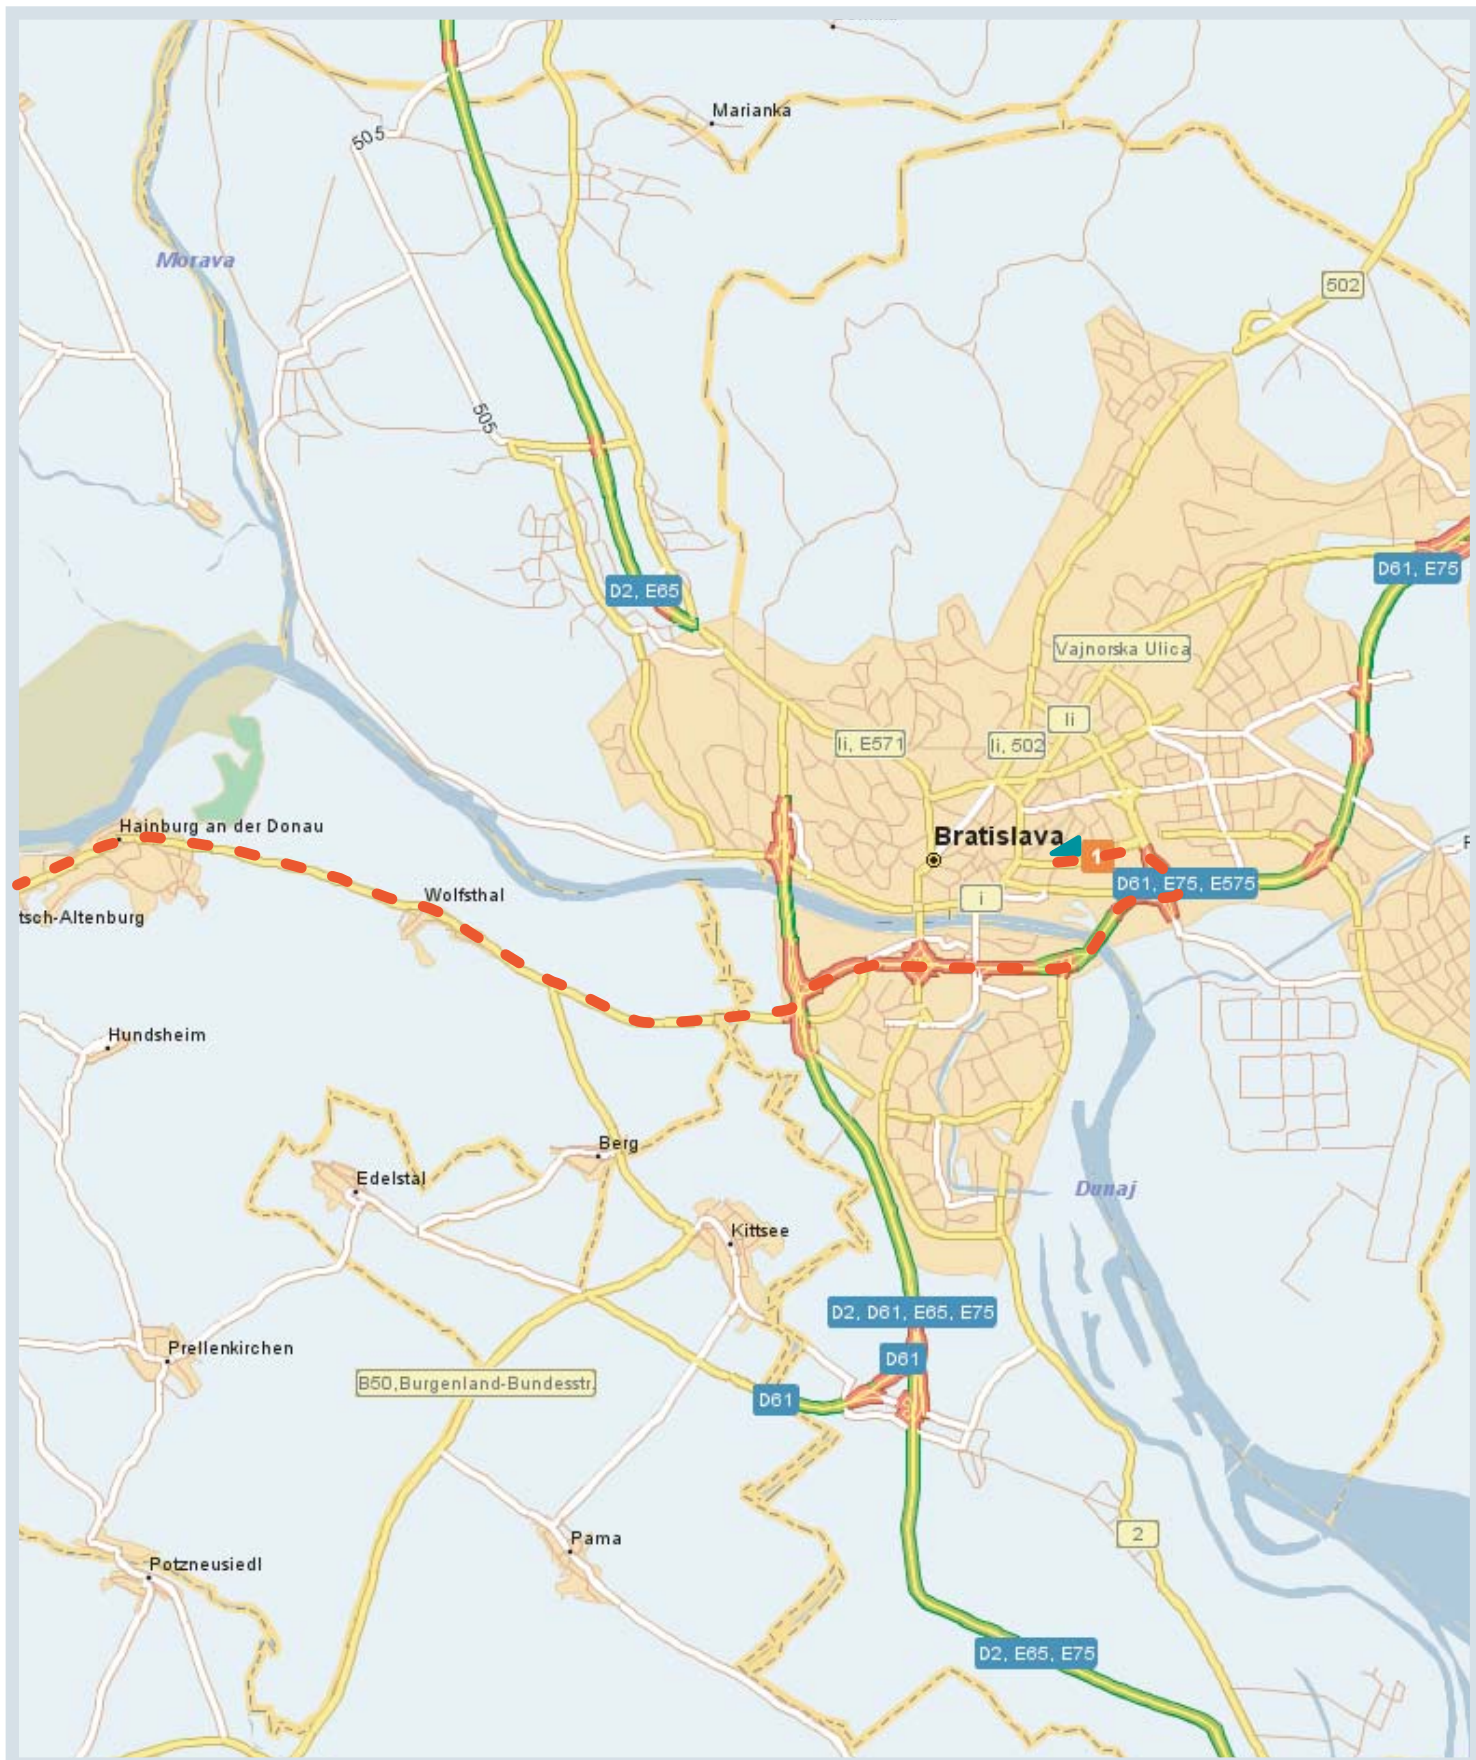 Marianka
505
Morava
502
505
D2, E65
D61, E75
Vajnorska Ulica
Ii
Ii, E571
Ii, 502
Hainburg an der Donau
Bratislava
1
D61, E75, E575
Wolfsthal
i
tsch-Altenburg
Hundsheim
Berg
Edelstal
Dunaj
Kittsee
D2, D61, E65, E75
Prellenkirchen
D61
B50,Burgenland-Bundesstr.
D61
2
Pama
Potzneusiedl
D2, E65, E75